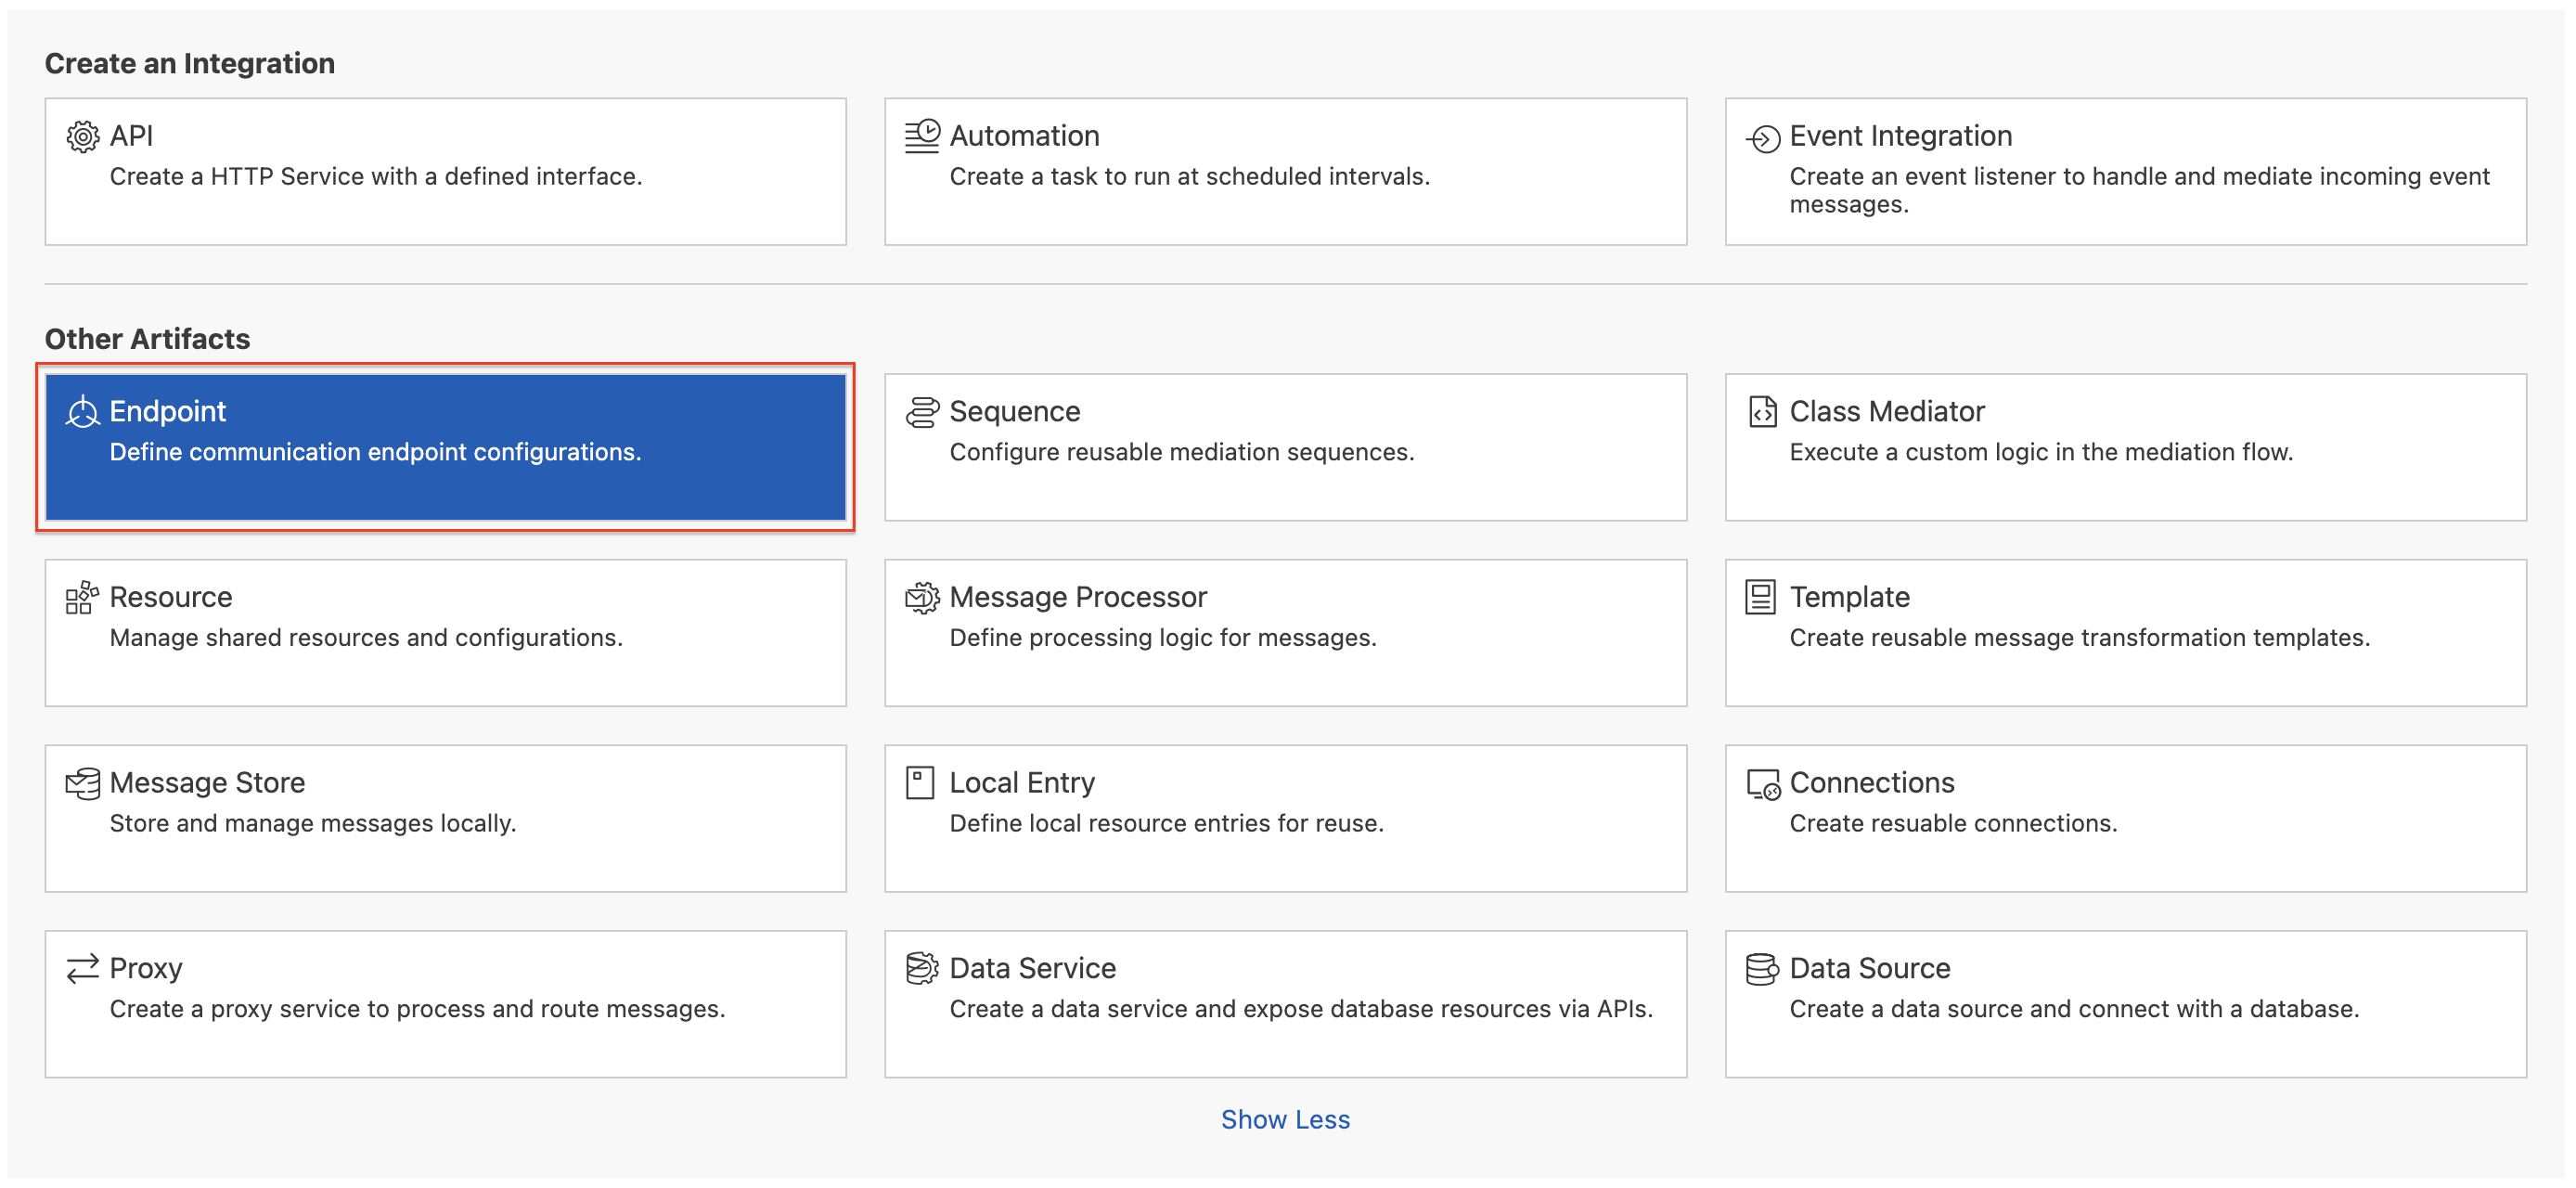 Create an Integration
API
Create a HTTP Service with a defined interface.
Automation
Create a task to run at scheduled intervals.
Event Integration
Create an event listener to handle and mediate incoming event
messages.
Other Artifacts
Endpoint
Define communication endpoint configurations.
Sequence
Configure reusable mediation sequences.
Class Mediator
Execute a custom logic in the mediation flow.
Resource
Manage shared resources and configurations.
Message Processor
Define processing logic for messages.
Template
Create reusable message transformation templates.
Message Store
Store and manage messages locally.
Local Entry
Define local resource entries for reuse.
Connections
Create resuable connections.
Proxy
Create a proxy service to process and route messages.
Data Service
Create a data service and expose database resources via APIs.
Data Source
Create a data source and connect with a database.
Show Less